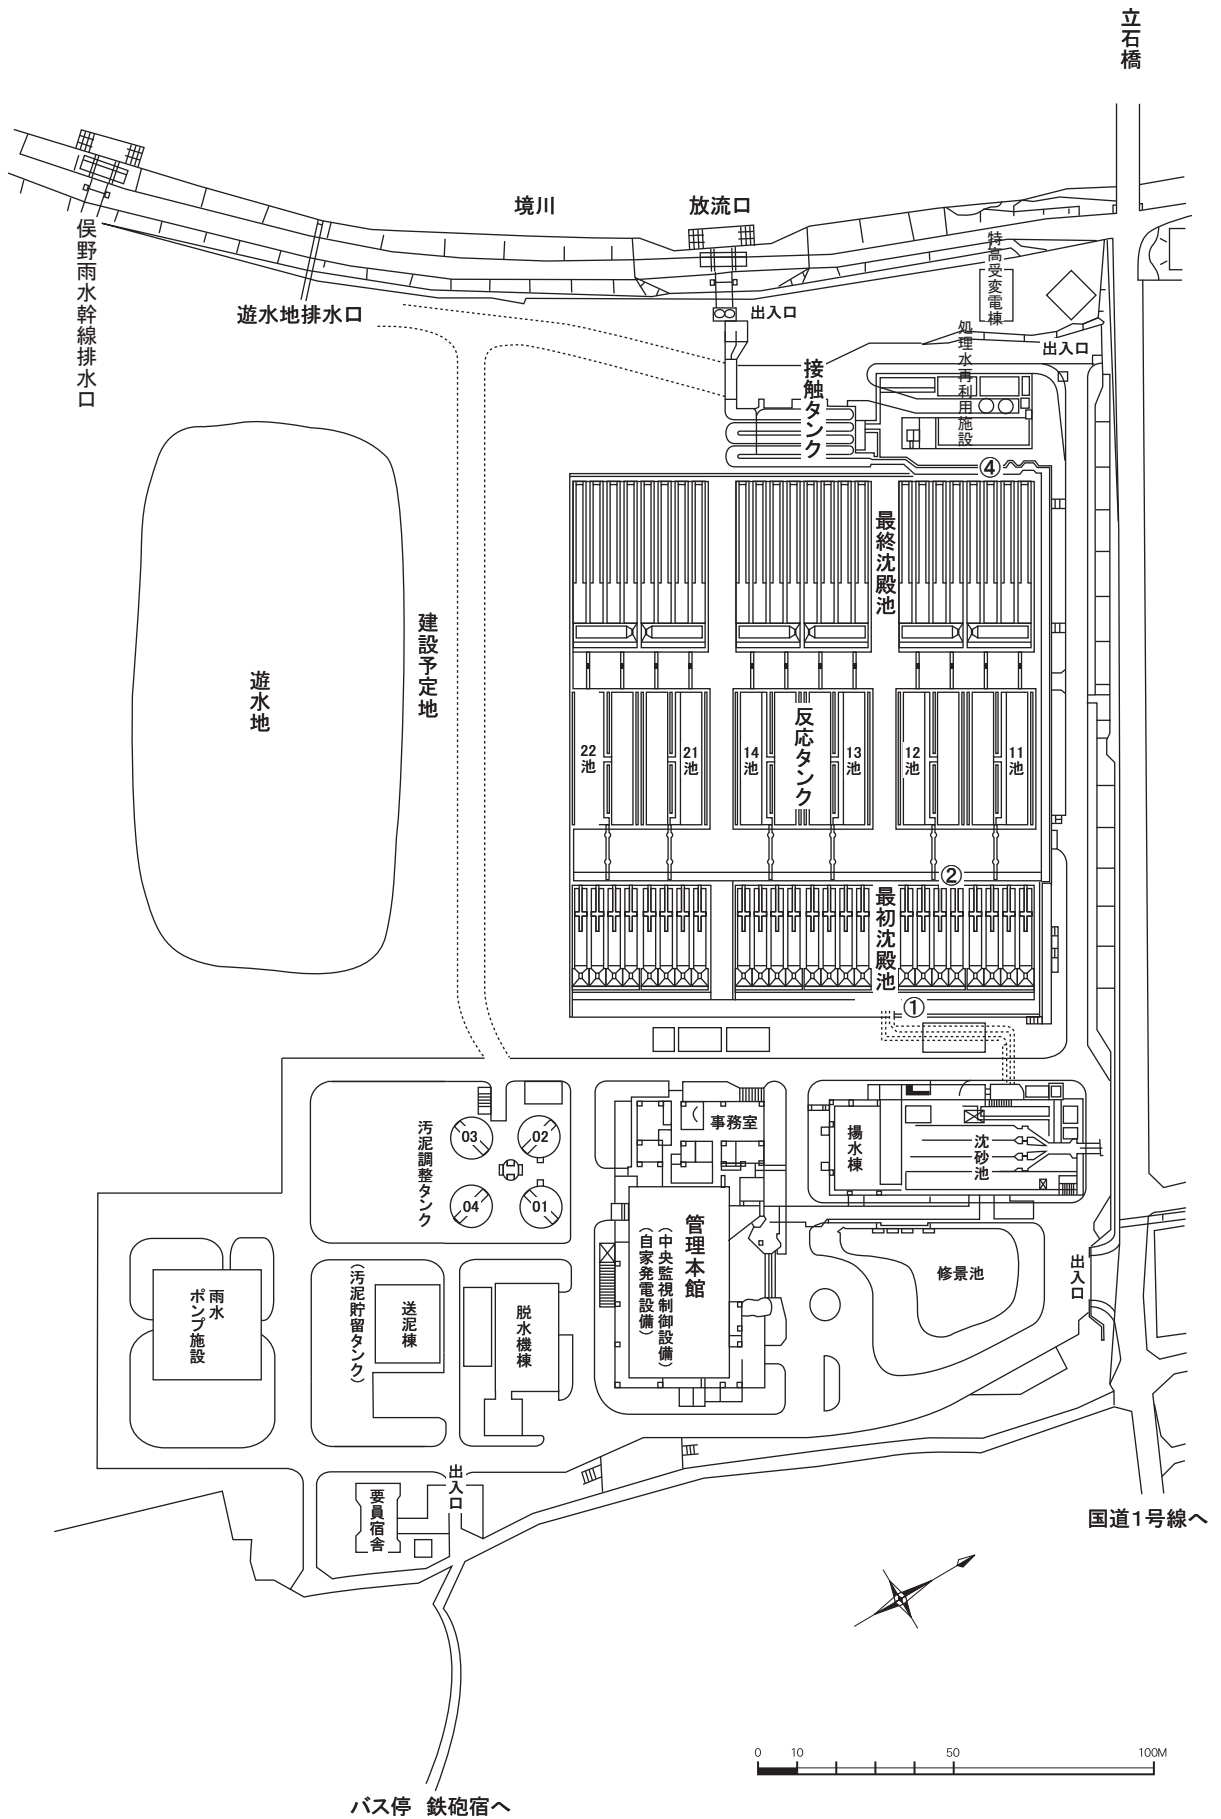 立石橋
境川
放流口
俣野雨水幹線排水口
遊水地排水口
出入口
特高受変電棟
出入口
処理水再利用施設
接触タンク
④
最終沈殿池
建設予定地
遊水地
反応タンク
22池
21池
14池
13池
12池
11池
②
最初沈殿池
①
汚泥調整タンク
03
02
04
01
事務室
揚水棟
沈砂池
管理本館
（中央監視制御設備）
（自家発電設備）
修景池
出入口
雨水
ポンプ施設
（汚泥貯留タンク）
送泥棟
脱水機棟
出入口
要員宿舎
国道1号線へ
0 10 50 100M
バス停 鉄砲宿へ